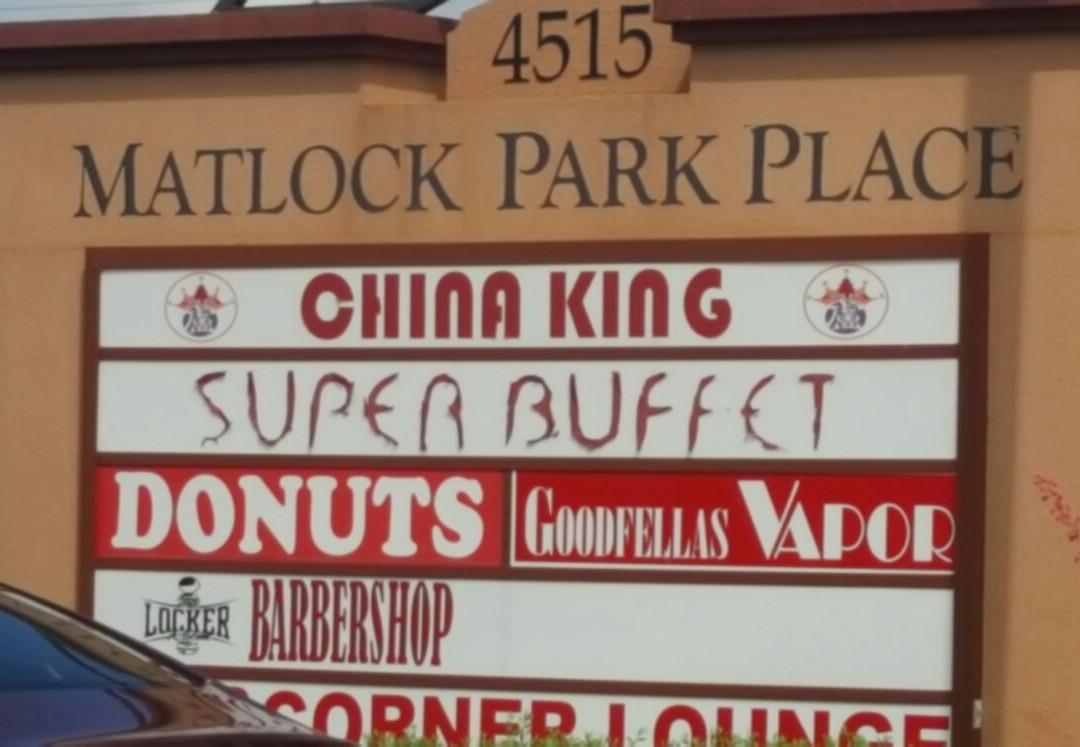 4515
MATLOCK PARK PLACE
CHINA KING
SUPER BUFFET
DONUTS
GOODFELLAS VAPOR
LOCKER BARBERSHOP
CORNER LOUNGE